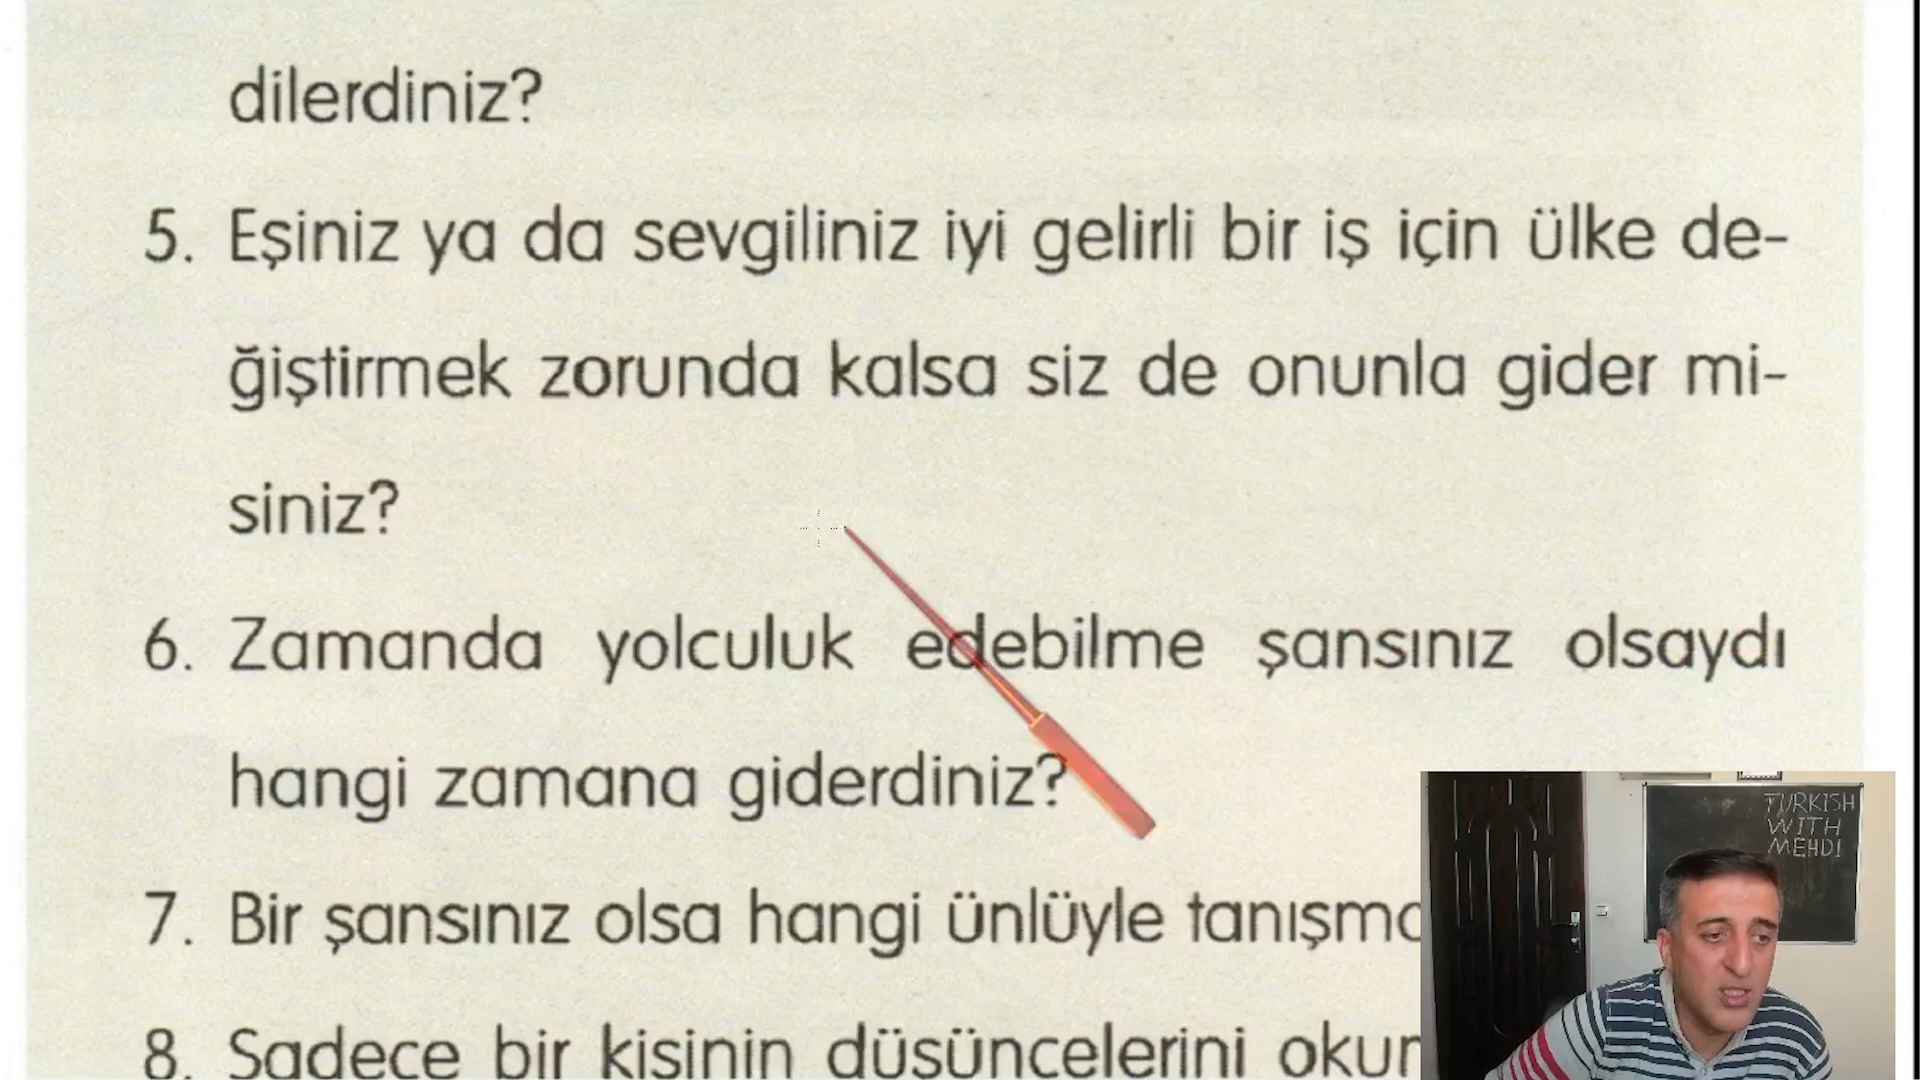 dilerdiniz?
5. Eşiniz ya da sevgiliniz iyi gelirli bir iş için ülke de-
ğiştirmek zorunda kalsa siz de onunla gider mi-
siniz?
6. Zamanda yolculuk edebilme şansınız olsaydı
hangi zamana giderdiniz?
7. Bir şansınız olsa hangi ünlüyle
8. Sadece bir kişinin düşüncelerini
TURKISH
WITH
MEHDI